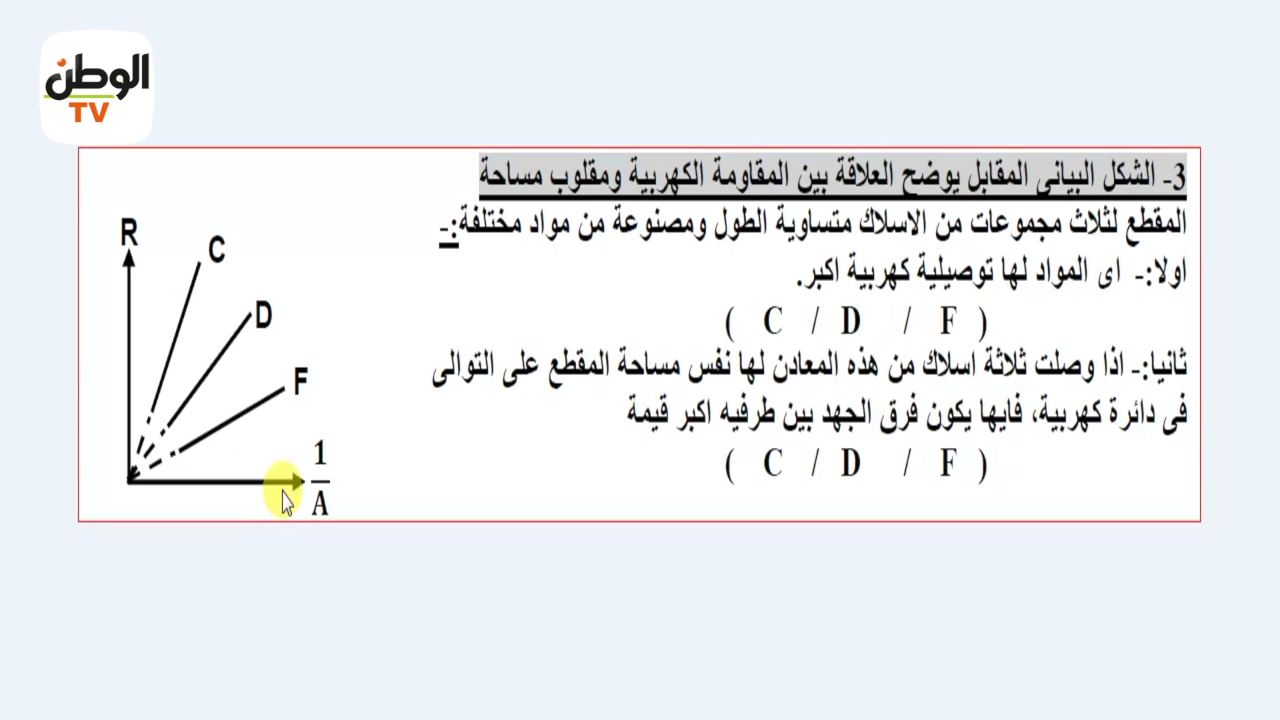 الوطن
TV
3- الشكل البيانى المقابل يوضح العلاقة بين المقاومة الكهربية ومقلوب مساحة
المقطع لثلاث مجموعات من الاسلاك متساوية الطول ومصنوعة من مواد مختلفة:-
اولا:- اى المواد لها توصيلية كهربية اكبر.
( C / D / F )
ثانيا:- اذا وصلت ثلاثة اسلاك من هذه المعادن لها نفس مساحة المقطع على التوالى
فى دائرة كهربية، فايها يكون فرق الجهد بين طرفيه اكبر قيمة
( C / D / F )
R
C
D
F
1
A